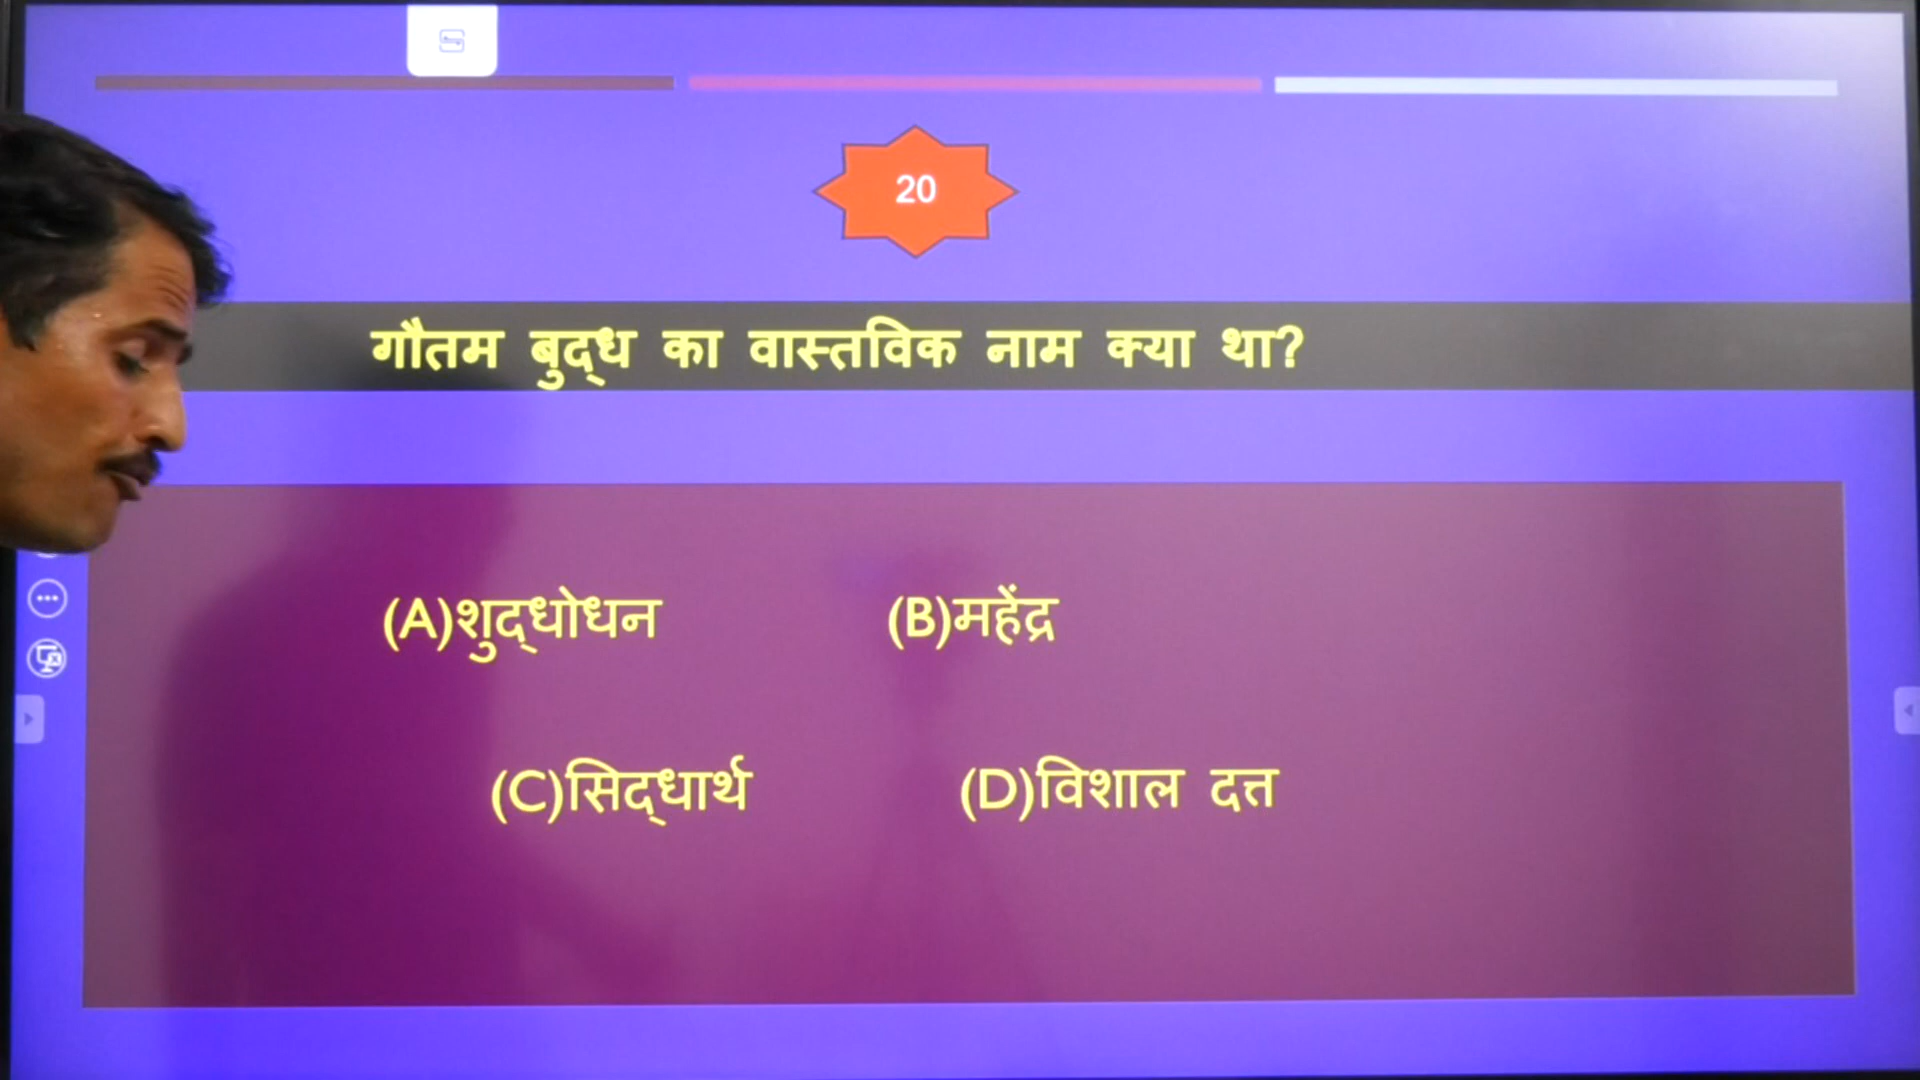 20
गौतम बुद्ध का वास्तविक नाम क्या था?
(A)शुद्धोधन (B)महेंद्र
(C)सिद्धार्थ (D)विशाल दत्त